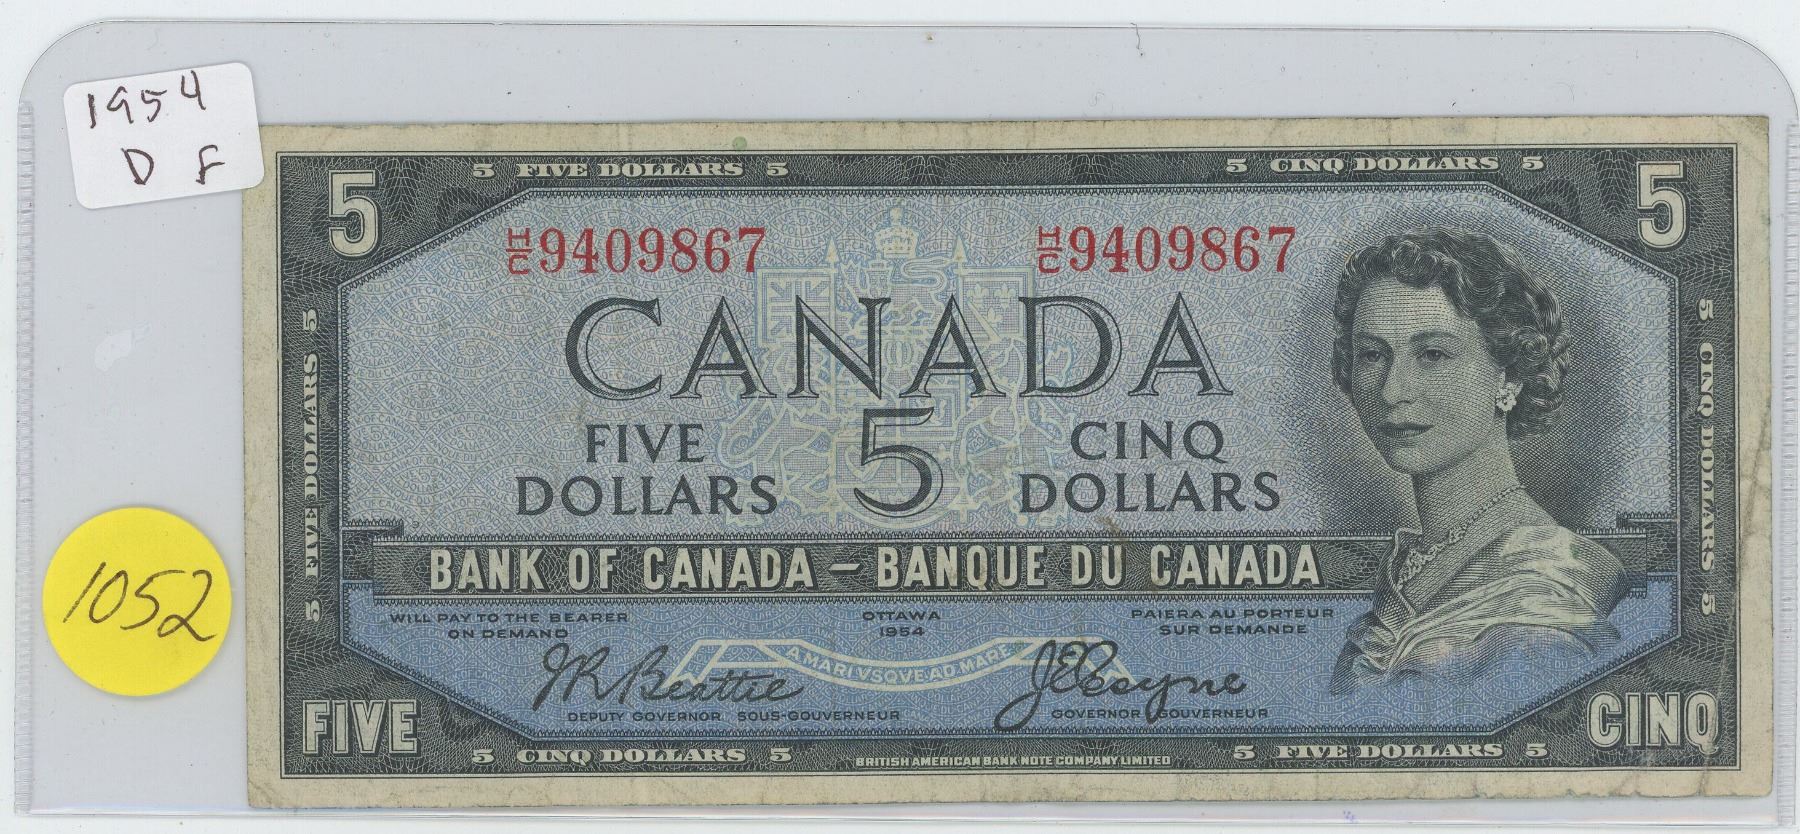 1954
D F
1052
5 FIVE DOLLARS 5
5 CINQ DOLLARS 5
5
5
9409867
9409867
CANADA
FIVE DOLLARS
5
CINQ DOLLARS
5 FIVE DOLLARS 5
5 CINQ DOLLARS 5
BANK OF CANADA – BANQUE DU CANADA
WILL PAY TO THE BEARER
ON DEMAND
OTTAWA
1954
PAIERA AU PORTEUR
SUR DEMANDE
A MARI VSQVE AD MARE
JRBeattie
JECoyne
DEPUTY GOVERNOR SOUS-GOUVERNEUR
GOVERNOR GOUVERNEUR
FIVE
CINQ
5 CINQ DOLLARS 5
5 FIVE DOLLARS 5
BRITISH AMERICAN BANK NOTE COMPANY LIMITED